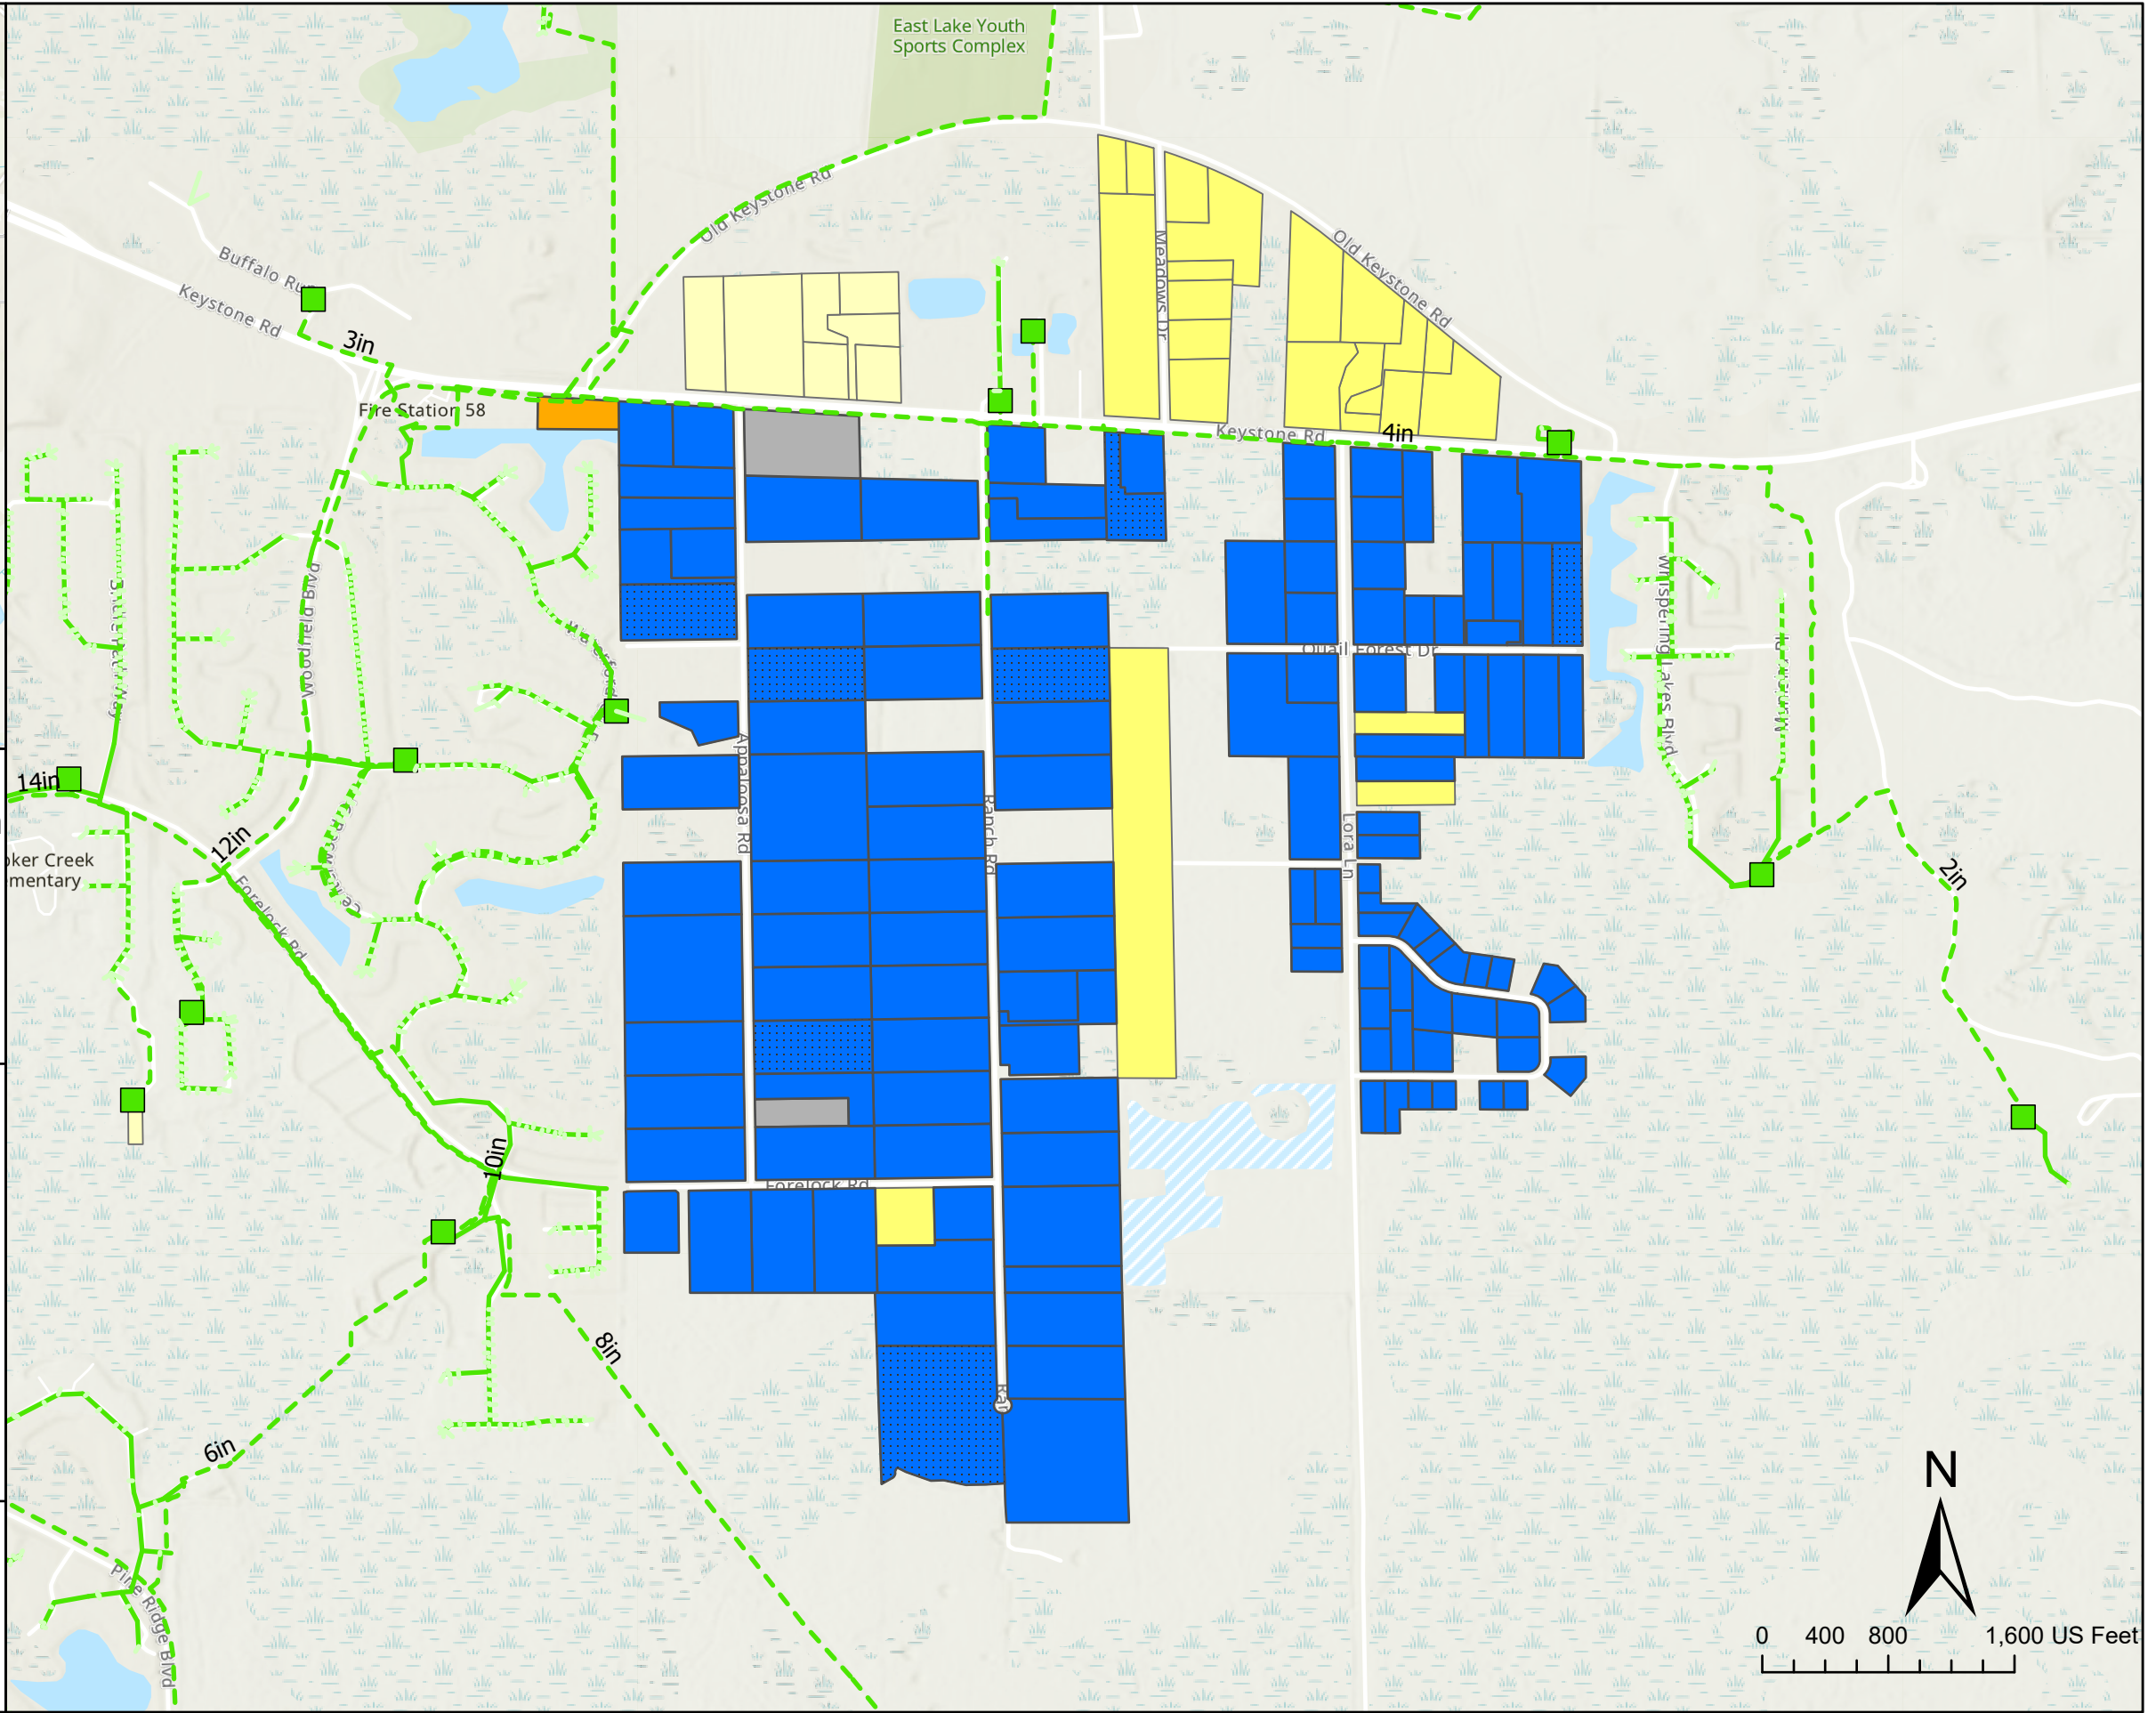 East Lake Youth
Sports Complex
Old Keystone Rd
Old Keystone Rd
Meadows Dr
Buffalo Run
Keystone Rd
3in
Fire Station 58
Keystone Rd
4in
Woodfield Blvd
Quail Forest Dr
Whispering Lakes Blvd
Appaloosa Rd
Ranch Rd
Lora Ln
14in
12in
oker Creek
mentary
Forelock Rd
2in
10in
Forelock Rd
8in
6in
Pine Ridge Blvd
N
0 400 800 1,600 US Feet